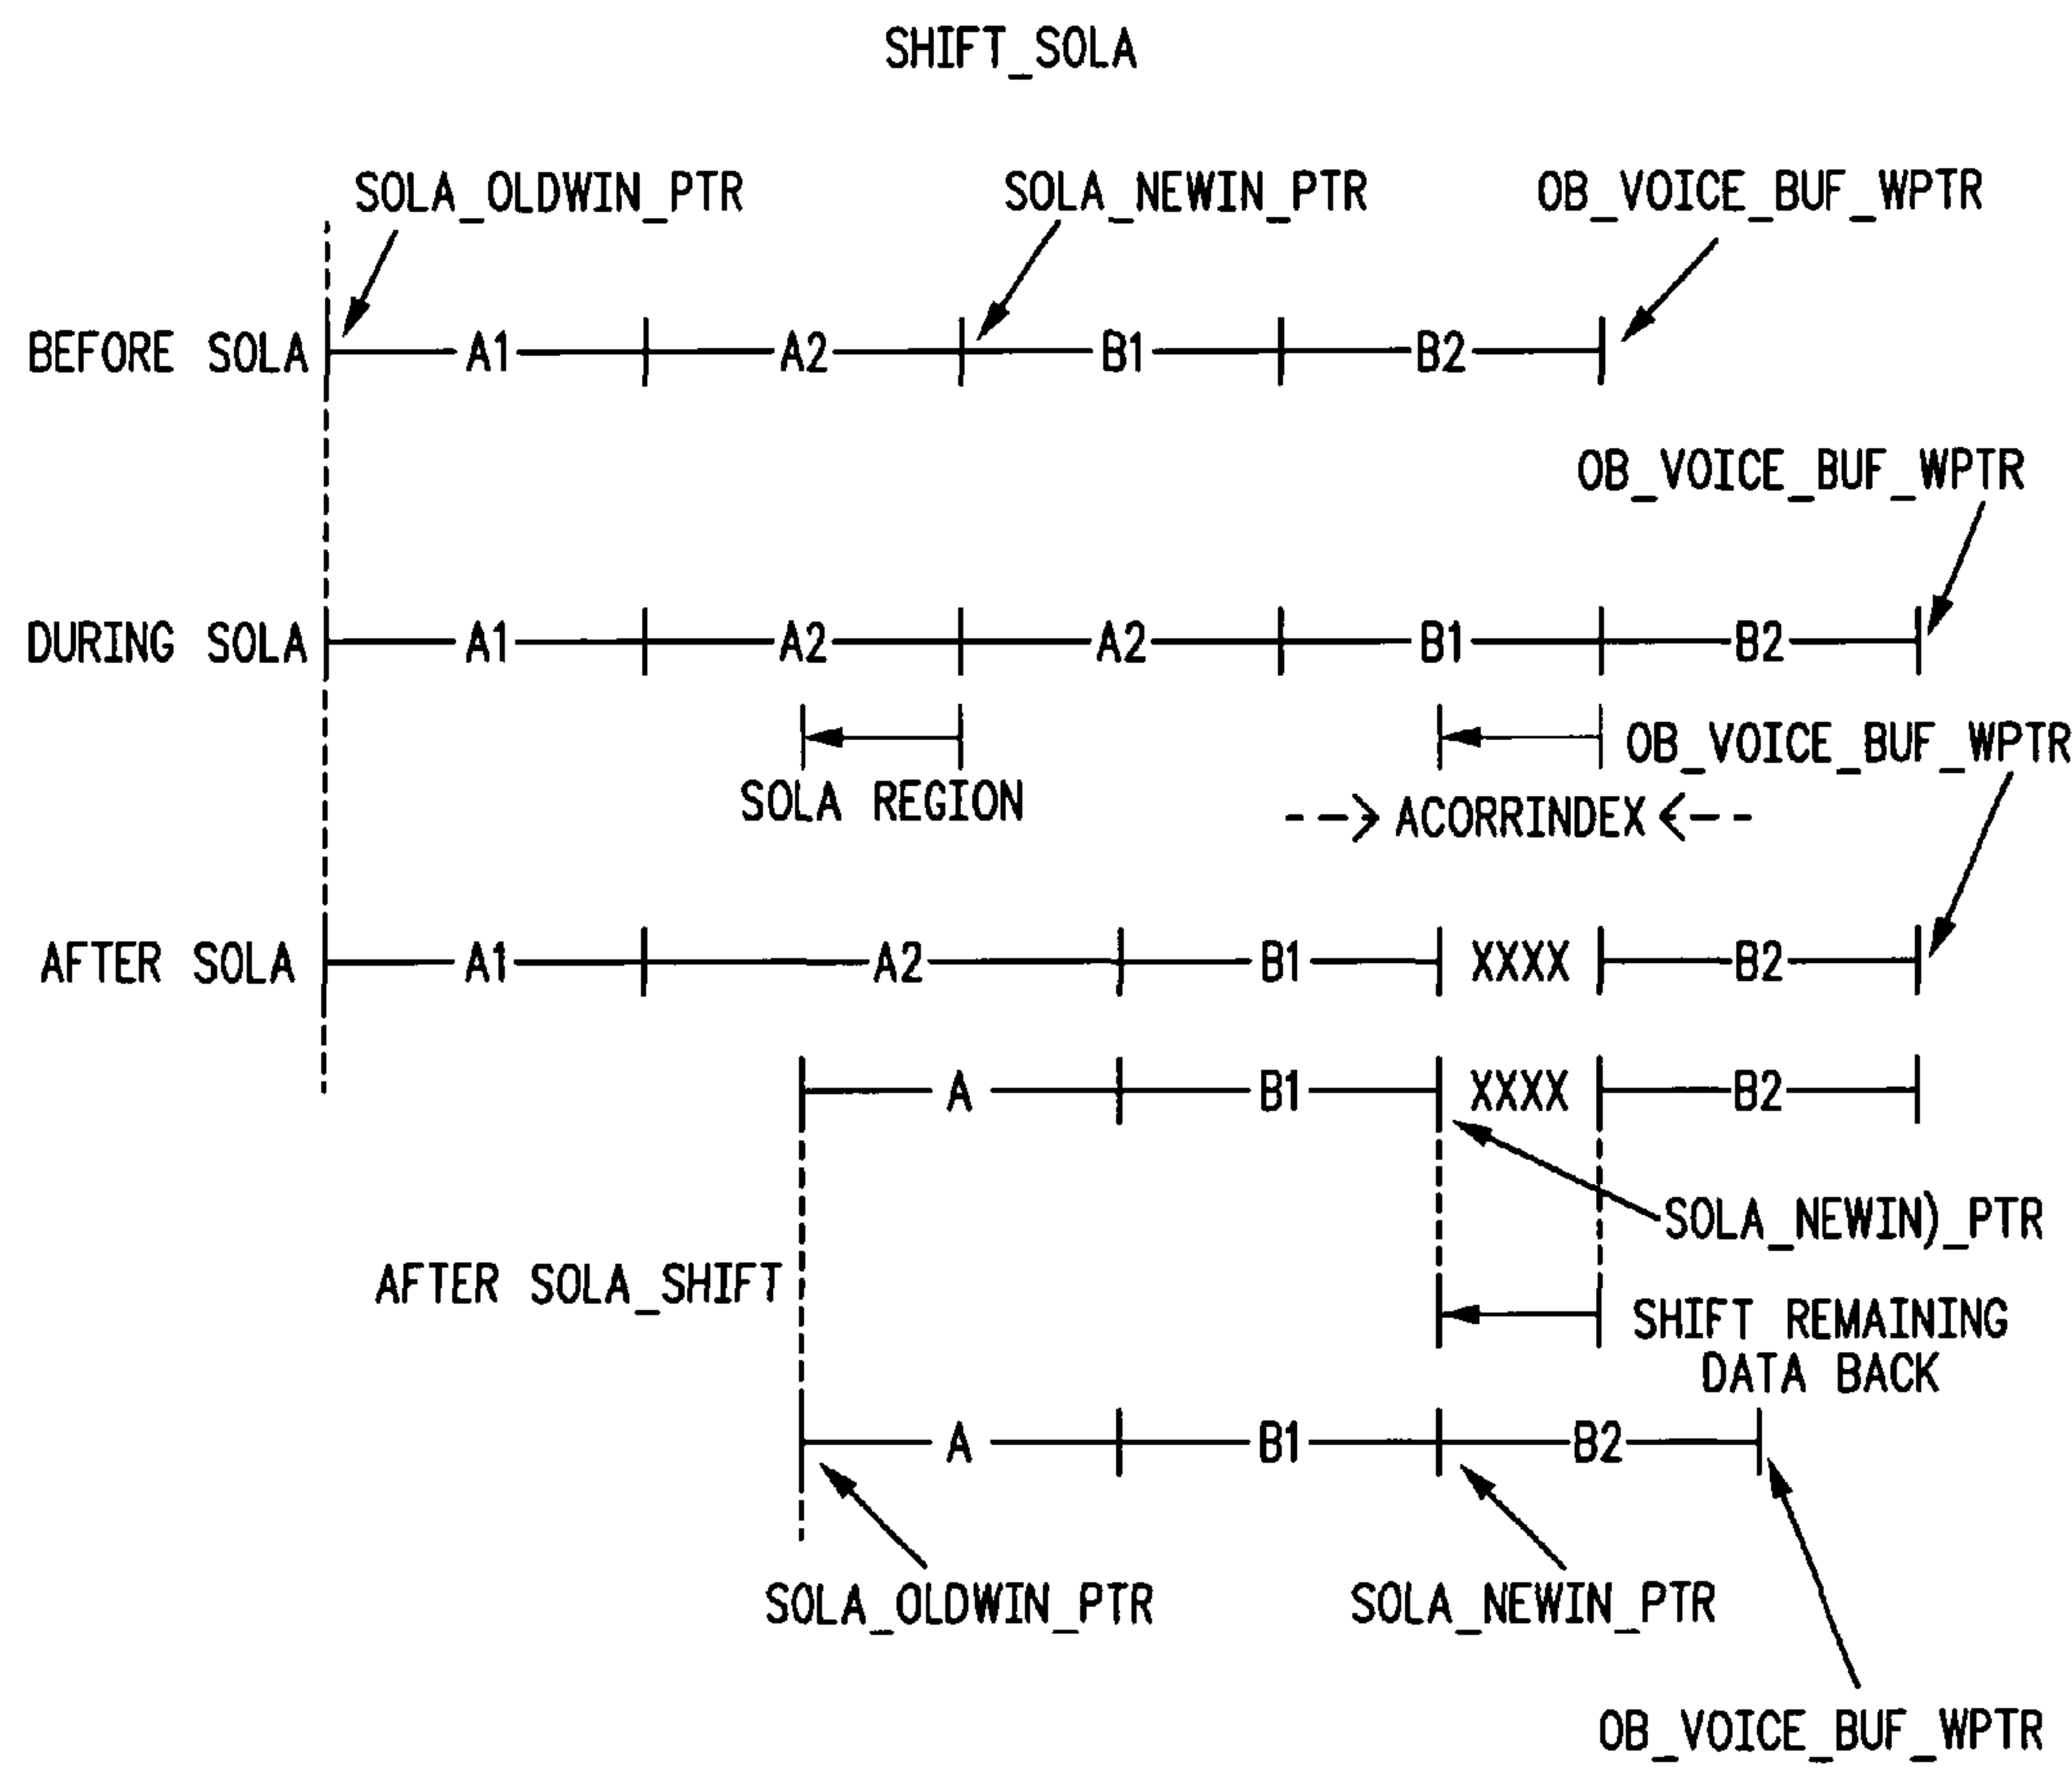 SHIFT_SOLA
SOLA_OLDWIN_PTR SOLA_NEWIN_PTR OB_VOICE_BUF_WPTR
BEFORE SOLA A1 A2 B1 B2
OB_VOICE_BUF_WPTR
DURING SOLA A1 A2 A2 B1 B2
OB_VOICE_BUF_WPTR
SOLA REGION
-->ACORRINDEX<--
AFTER SOLA A1 A2 B1 XXXX B2
A B1 XXXX B2
SOLA_NEWIN)_PTR
AFTER SOLA_SHIFT
SHIFT REMAINING
DATA BACK
A B1 B2
SOLA_OLDWIN_PTR SOLA_NEWIN_PTR
OB_VOICE_BUF_WPTR